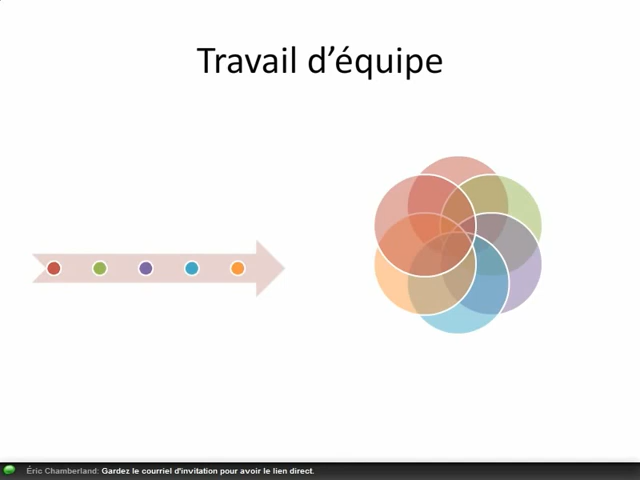 Travail d’équipe
Éric Chamberland: Gardez le courriel d'invitation pour avoir le lien direct.